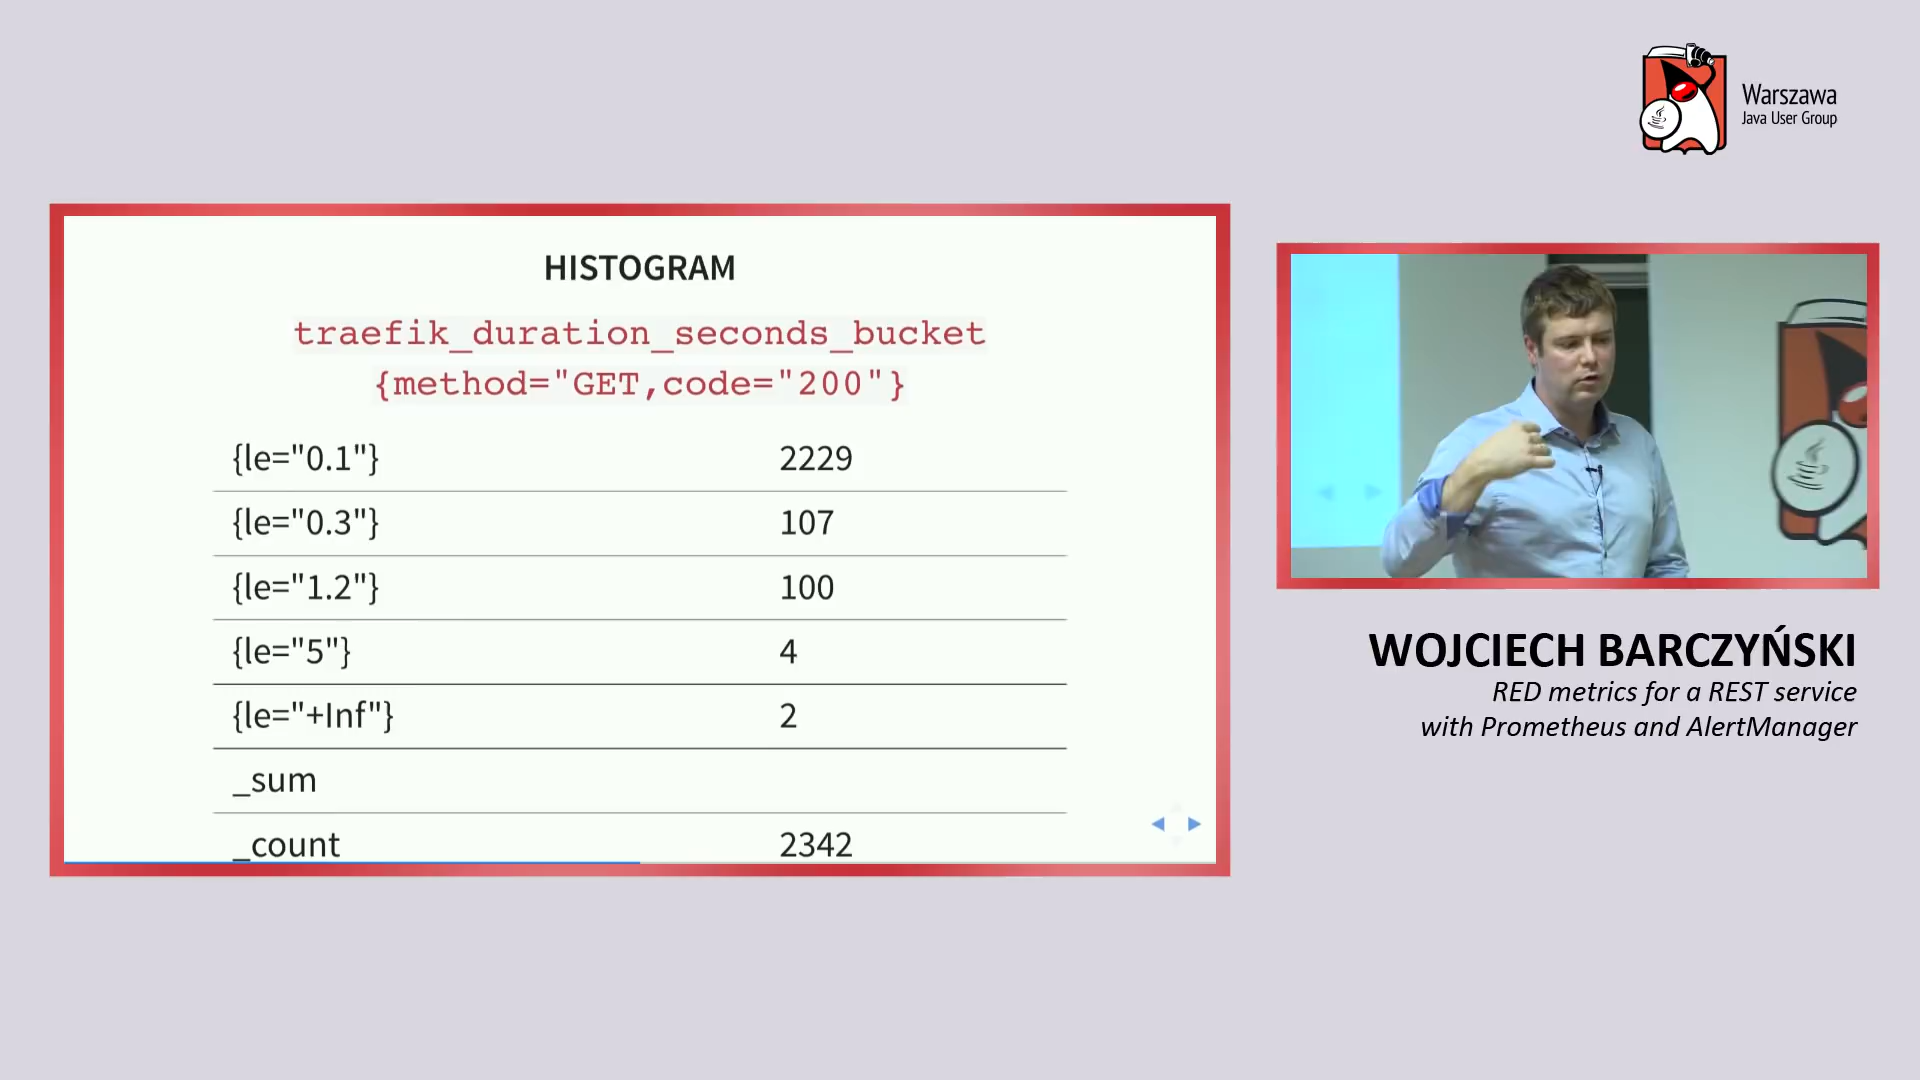 Warszawa
Java User Group
HISTOGRAM
traefik_duration_seconds_bucket
{method="GET,code="200"}
{le="0.1"} 2229
{le="0.3"} 107
{le="1.2"} 100
{le="5"} 4
{le="+Inf"} 2
_sum
_count 2342
WOJCIECH BARCZYŃSKI
RED metrics for a REST service
with Prometheus and AlertManager